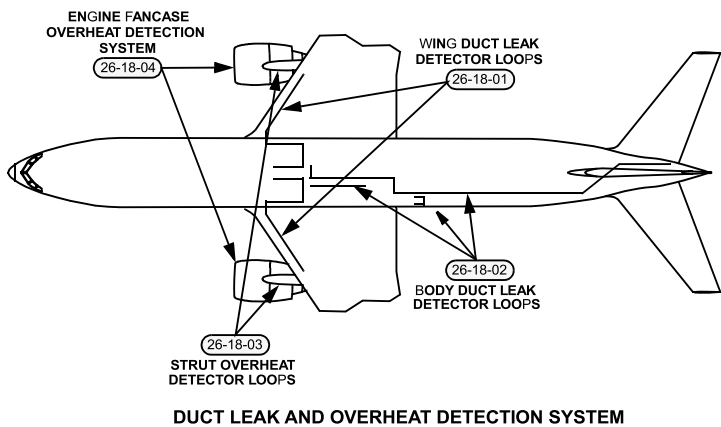 ENGINE FANCASE
OVERHEAT DETECTION
SYSTEM
26-18-04
WING DUCT LEAK
DETECTOR LOOPS
26-18-01
26-18-02
BODY DUCT LEAK
DETECTOR LOOPS
26-18-03
STRUT OVERHEAT
DETECTOR LOOPS
DUCT LEAK AND OVERHEAT DETECTION SYSTEM